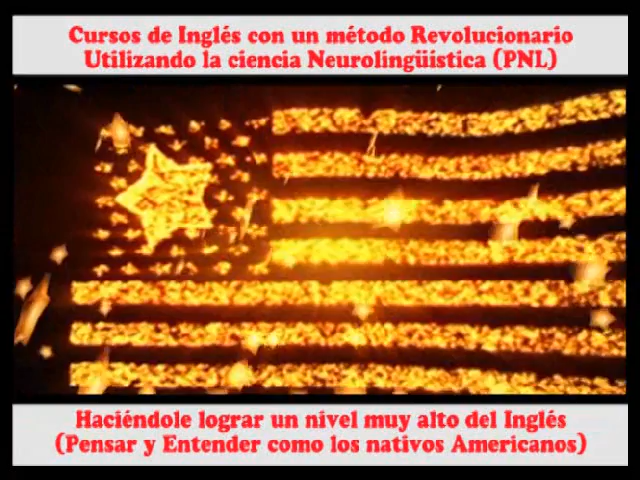 Cursos de Inglés con un método Revolucionario
Utilizando la ciencia Neurolingüística (PNL)
Haciéndole lograr un nivel muy alto del Inglés
(Pensar y Entender como los nativos Americanos)